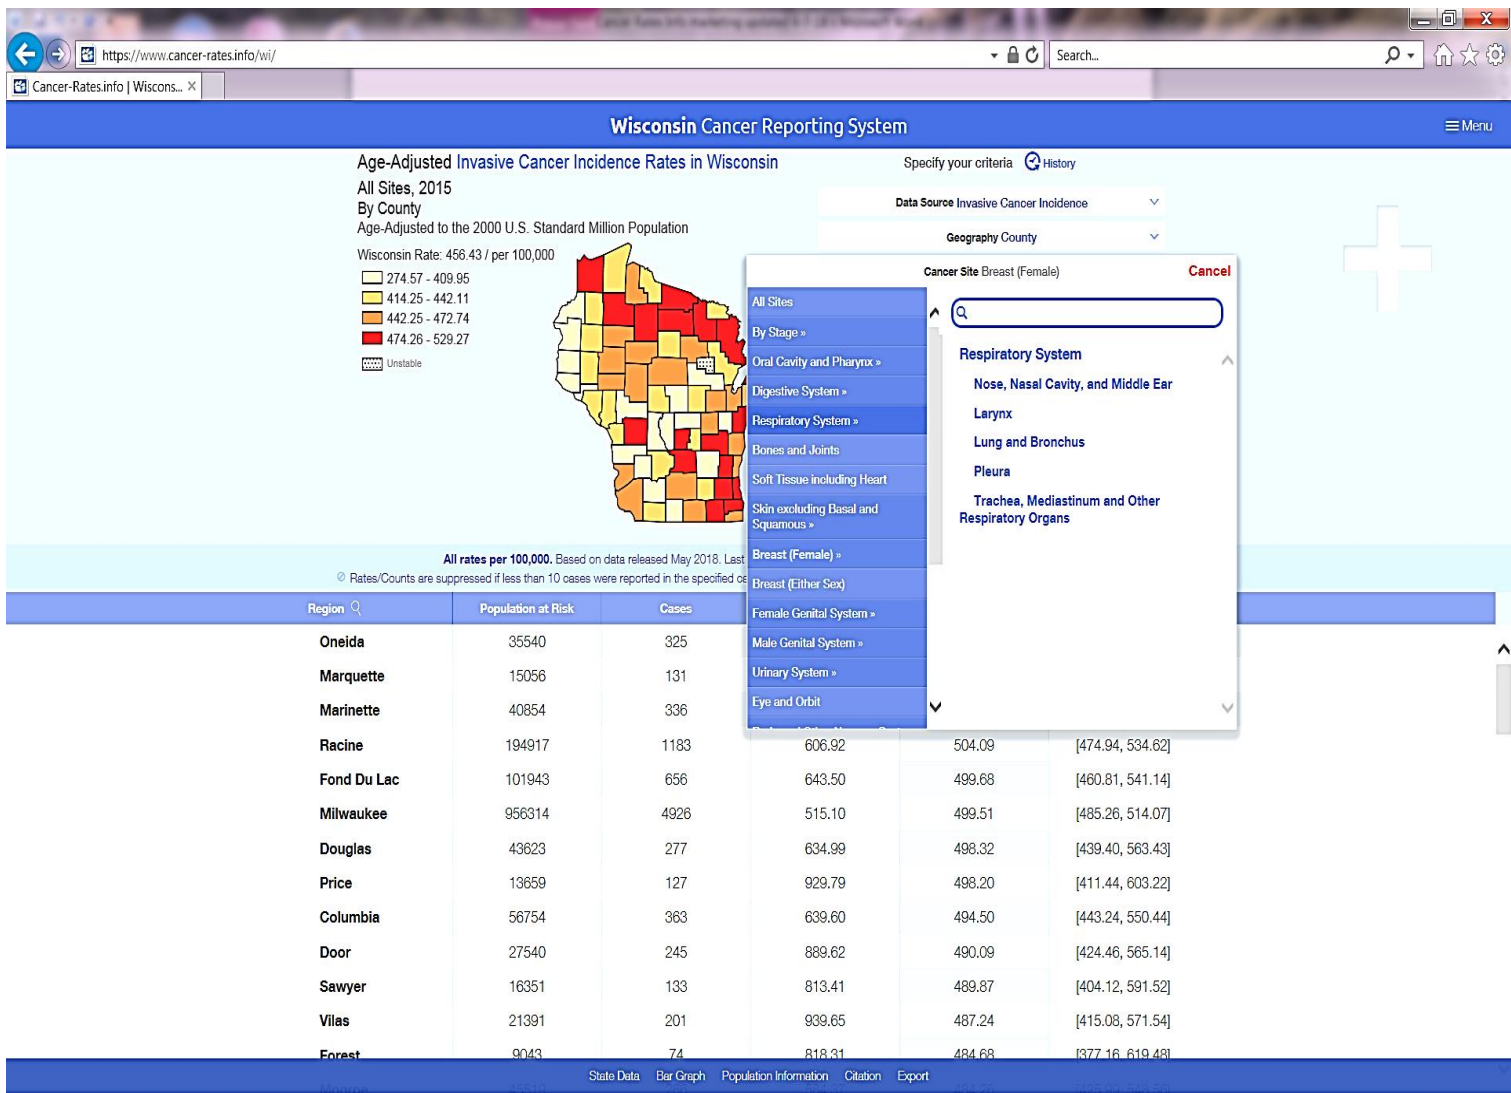 https://www.cancer-rates.info/wi/
Search...
Cancer-Rates.info | Wiscons...
Wisconsin Cancer Reporting System
Menu
Age-Adjusted Invasive Cancer Incidence Rates in Wisconsin
All Sites, 2015
By County
Age-Adjusted to the 2000 U.S. Standard Million Population
Wisconsin Rate: 456.43 / per 100,000
274.57 - 409.95
414.25 - 442.11
442.25 - 472.74
474.26 - 529.27
Unstable
Specify your criteria History
Data Source Invasive Cancer Incidence
Geography County
Cancer Site Breast (Female) Cancel
All Sites
By Stage »
Oral Cavity and Pharynx »
Digestive System »
Respiratory System »
Bones and Joints
Soft Tissue including Heart
Skin excluding Basal and
Squamous »
Breast (Female) »
Breast (Either Sex)
Female Genital System »
Male Genital System »
Urinary System »
Eye and Orbit
Respiratory System
Nose, Nasal Cavity, and Middle Ear
Larynx
Lung and Bronchus
Pleura
Trachea, Mediastinum and Other
Respiratory Organs
All rates per 100,000. Based on data released May 2018. Last
Rates/Counts are suppressed if less than 10 cases were reported in the specified
Region Population at Risk Cases
Oneida 35540 325
Marquette 15056 131
Marinette 40854 336
Racine 194917 1183 606.92 504.09 [474.94, 534.62]
Fond Du Lac 101943 656 643.50 499.68 [460.81, 541.14]
Milwaukee 956314 4926 515.10 499.51 [485.26, 514.07]
Douglas 43623 277 634.99 498.32 [439.40, 563.43]
Price 13659 127 929.79 498.20 [411.44, 603.22]
Columbia 56754 363 639.60 494.50 [443.24, 550.44]
Door 27540 245 889.62 490.09 [424.46, 565.14]
Sawyer 16351 133 813.41 489.87 [404.12, 591.52]
Vilas 21391 201 939.65 487.24 [415.08, 571.54]
Forest 9043 74 818.31 484.68 [377.16, 619.48]
State Data Bar Graph Population Information Citation Export